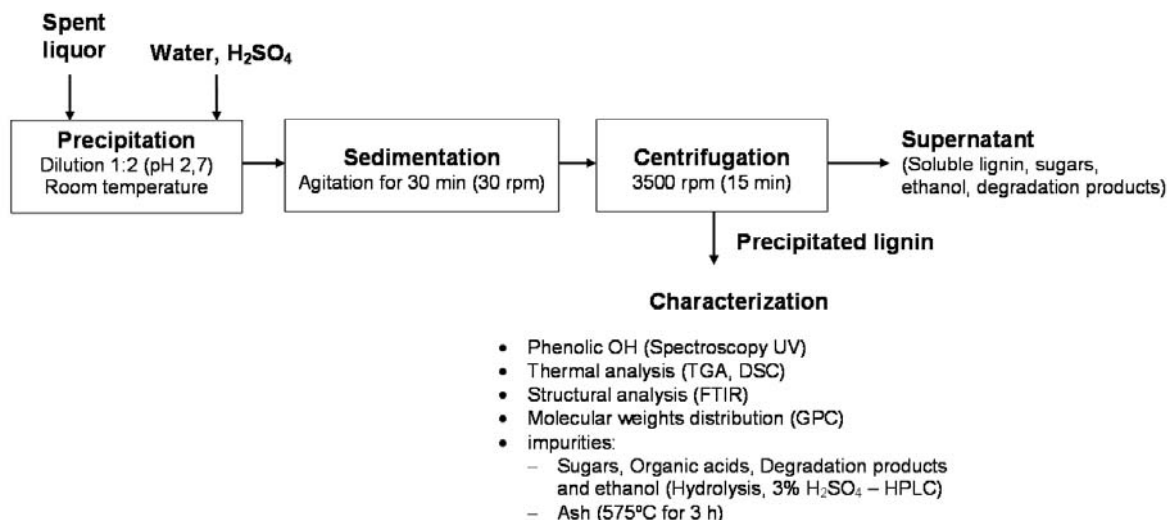 Spent
liquor
Water, H₂SO₄
Precipitation
Dilution 1:2 (pH 2,7)
Room temperature
Sedimentation
Agitation for 30 min (30 rpm)
Centrifugation
3500 rpm (15 min)
Supernatant
(Soluble lignin, sugars,
ethanol, degradation products)
Precipitated lignin
Characterization
• Phenolic OH (Spectroscopy UV)
• Thermal analysis (TGA, DSC)
• Structural analysis (FTIR)
• Molecular weights distribution (GPC)
• impurities:
– Sugars, Organic acids, Degradation products
and ethanol (Hydrolysis, 3% H₂SO₄ – HPLC)
– Ash (575ºC for 3 h)